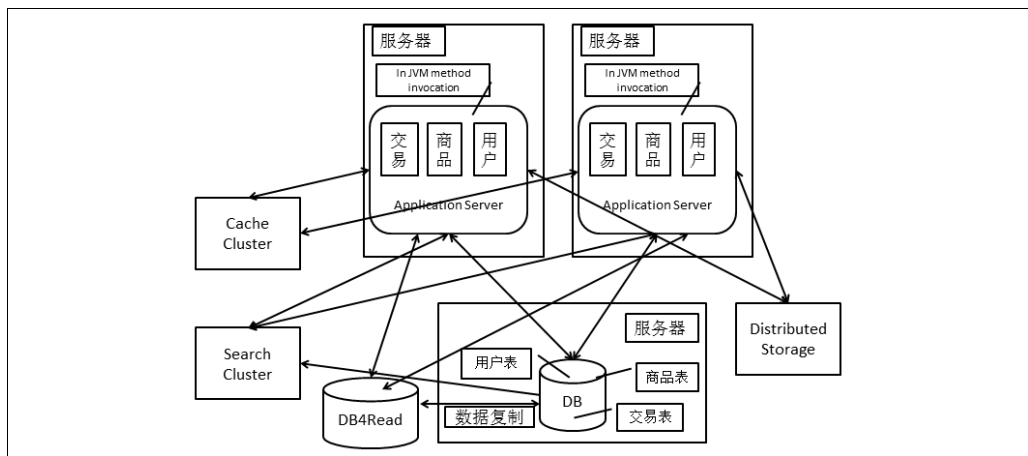 服务器
服务器
In JVM method
invocation
In JVM method
invocation
交易
商品
用户
交易
商品
用户
Application Server
Application Server
Cache
Cluster
服务器
Distributed
Storage
Search
Cluster
用户表
商品表
DB
DB4Read
数据复制
交易表